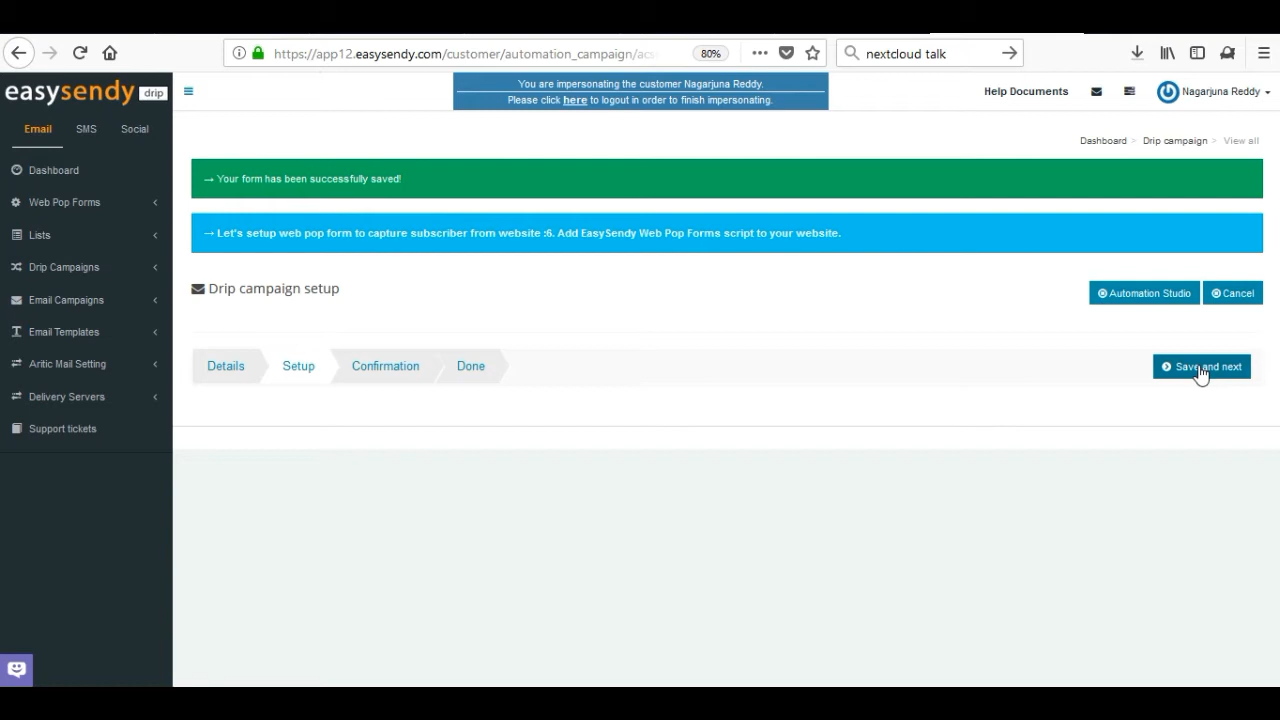 https://app12.easysendy.com/customer/automation_campaign/acs
80%
nextcloud talk
easysendy drip
You are impersonating the customer Nagarjuna Reddy.
Please click here to logout in order to finish impersonating.
Help Documents
Nagarjuna Reddy
Email
SMS
Social
Dashboard > Drip campaign > View all
Dashboard
Web Pop Forms
Lists
Drip Campaigns
Email Campaigns
Email Templates
Aritic Mail Setting
Delivery Servers
Support tickets
→ Your form has been successfully saved!
→ Let's setup web pop form to capture subscriber from website :6. Add EasySendy Web Pop Forms script to your website.
Drip campaign setup
Automation Studio
Cancel
Details
Setup
Confirmation
Done
Save and next